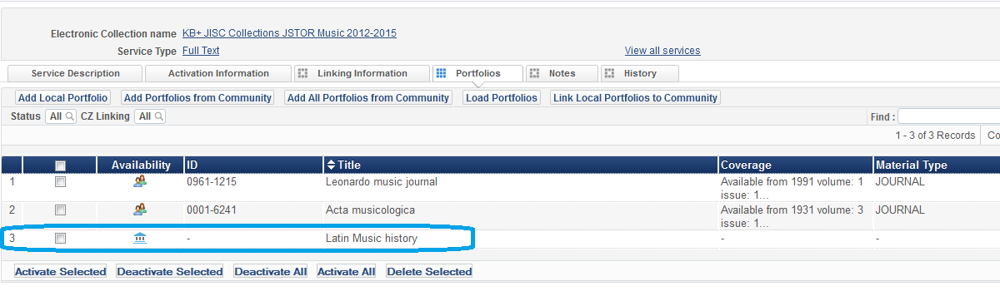 Electronic Collection name KB+ JISC Collections JSTOR Music 2012-2015
Service Type Full Text View all services
Service Description Activation Information Linking Information Portfolios Notes History
Add Local Portfolio Add Portfolios from Community Add All Portfolios from Community Load Portfolios Link Local Portfolios to Community
Status All CZ Linking All Find :
1 - 3 of 3 Records Co
Availability ID Title Coverage Material Type
1 0961-1215 Leonardo music journal Available from 1991 volume: 1 JOURNAL
issue: 1...
2 0001-6241 Acta musicologica Available from 1931 volume: 3 JOURNAL
issue: 1...
3 - Latin Music history - -
Activate Selected Deactivate Selected Deactivate All Activate All Delete Selected